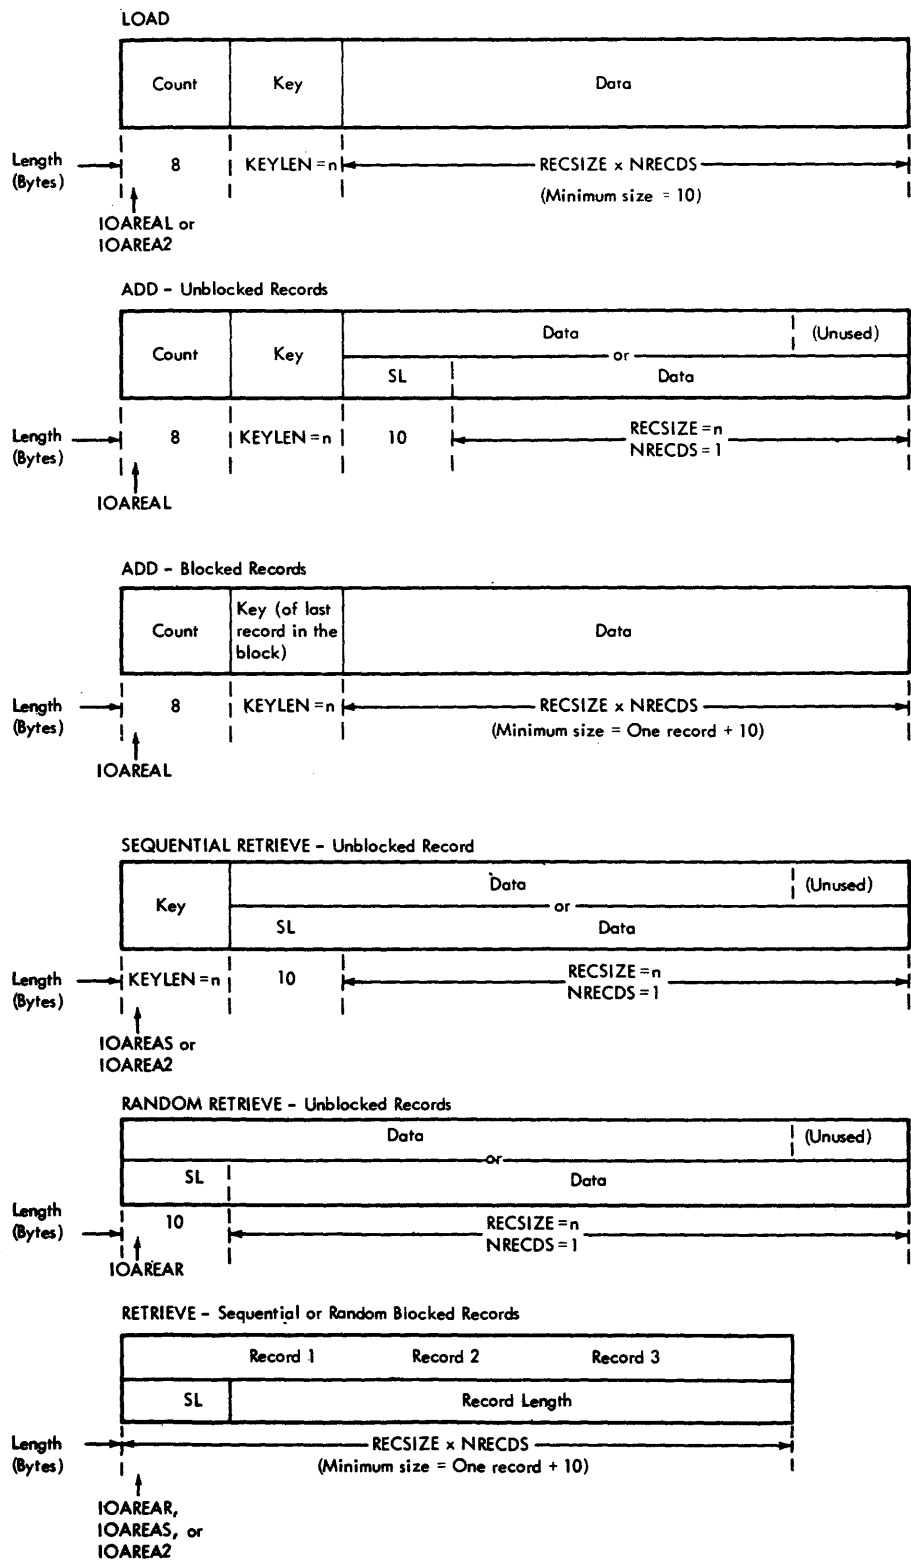 LOAD
Count Key Data
Length (Bytes) 8 KEYLEN = n RECSIZE x NRECDS
(Minimum size = 10)
IOAREAL or
IOAREA2
ADD - Unblocked Records
Count Key Data (Unused)
or
SL Data
Length (Bytes) 8 KEYLEN = n 10 RECSIZE = n
NRECDS = 1
IOAREAL
ADD - Blocked Records
Count Key (of last record in the block) Data
Length (Bytes) 8 KEYLEN = n RECSIZE x NRECDS
(Minimum size = One record + 10)
IOAREAL
SEQUENTIAL RETRIEVE - Unblocked Record
Key Data (Unused)
or
SL Data
Length (Bytes) KEYLEN = n 10 RECSIZE = n
NRECDS = 1
IOAREAS or
IOAREA2
RANDOM RETRIEVE - Unblocked Records
Data (Unused)
or
SL Data
Length (Bytes) 10 RECSIZE = n
NRECDS = 1
IOAREAR
RETRIEVE - Sequential or Random Blocked Records
Record 1 Record 2 Record 3
SL Record Length
Length (Bytes) RECSIZE x NRECDS
(Minimum size = One record + 10)
IOAREAR,
IOAREAS, or
IOAREA2